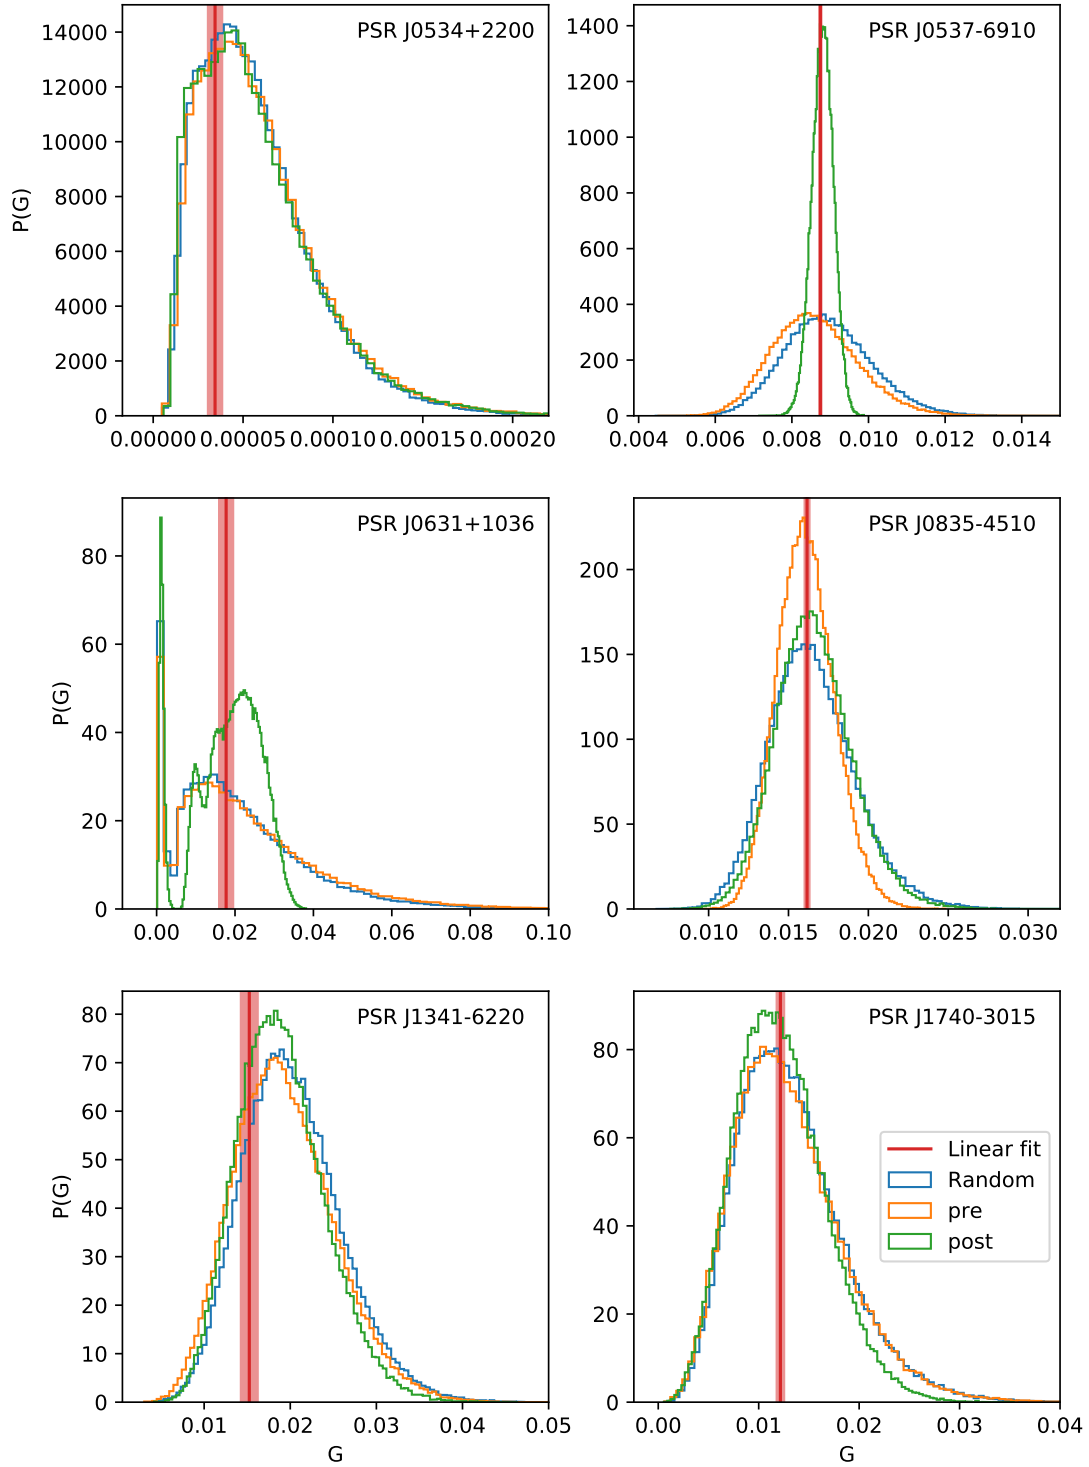 PSR J0534+2200
14000
12000
10000
8000
6000
4000
2000
0
P(G)
0.00000 0.00005 0.00010 0.00015 0.00020
PSR J0537-6910
1400
1200
1000
800
600
400
200
0
0.004 0.006 0.008 0.010 0.012 0.014
PSR J0631+1036
80
60
40
20
0
P(G)
0.00 0.02 0.04 0.06 0.08 0.10
PSR J0835-4510
200
150
100
50
0
0.010 0.015 0.020 0.025 0.030
PSR J1341-6220
80
70
60
50
40
30
20
10
0
P(G)
0.01 0.02 0.03 0.04 0.05
G
PSR J1740-3015
80
60
40
20
0
Linear fit
Random
pre
post
0.00 0.01 0.02 0.03 0.04
G